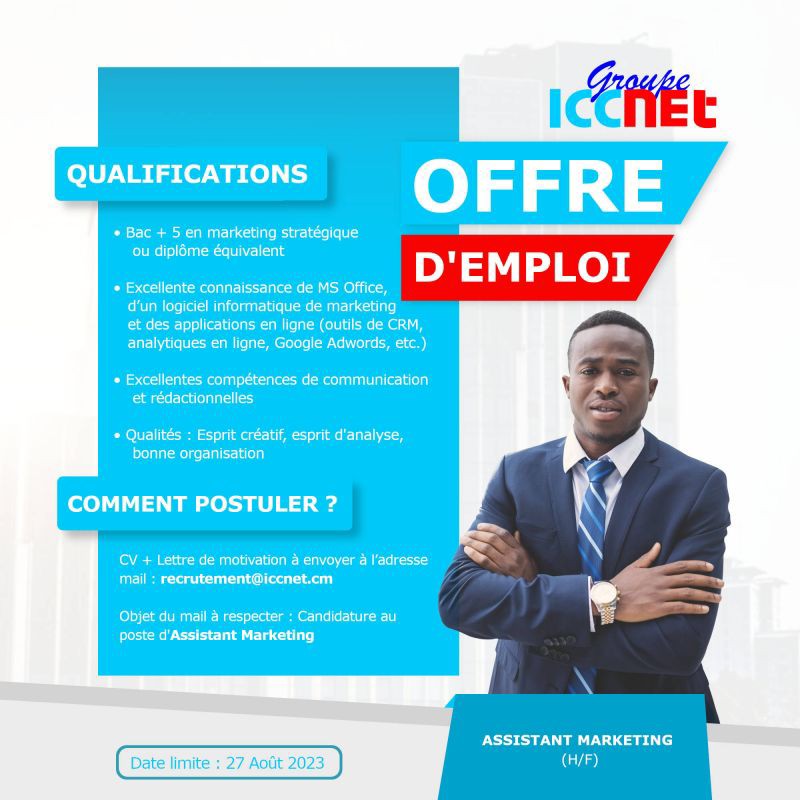 Groupe
ICCNET
OFFRE
D'EMPLOI
QUALIFICATIONS
• Bac + 5 en marketing stratégique
ou diplôme équivalent
• Excellente connaissance de MS Office,
d'un logiciel informatique de marketing
et des applications en ligne (outils de CRM,
analytiques en ligne, Google Adwords, etc.)
• Excellentes compétences de communication
et rédactionnelles
• Qualités : Esprit créatif, esprit d'analyse,
bonne organisation
COMMENT POSTULER ?
CV + Lettre de motivation à envoyer à l'adresse
mail : recrutement@iccnet.cm
Objet du mail à respecter : Candidature au
poste d'Assistant Marketing
ASSISTANT MARKETING
(H/F)
Date limite : 27 Août 2023